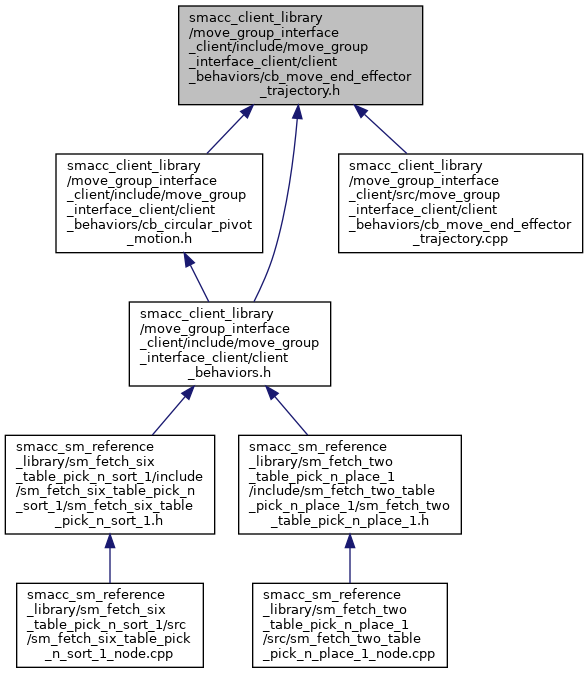 smacc_client_library
/move_group_interface
_client/include/move_group
_interface_client/client
_behaviors/cb_move_end_effector
_trajectory.h
smacc_client_library
/move_group_interface
_client/include/move_group
_interface_client/client
_behaviors/cb_circular_pivot
_motion.h
smacc_client_library
/move_group_interface
_client/src/move_group
_interface_client/client
_behaviors/cb_move_end_effector
_trajectory.cpp
smacc_client_library
/move_group_interface
_client/include/move_group
_interface_client/client
_behaviors.h
smacc_sm_reference
_library/sm_fetch_six
_table_pick_n_sort_1/include
/sm_fetch_six_table_pick_n
_sort_1/sm_fetch_six_table
_pick_n_sort_1.h
smacc_sm_reference
_library/sm_fetch_two
_table_pick_n_place_1
/include/sm_fetch_two_table
_pick_n_place_1/sm_fetch_two
_table_pick_n_place_1.h
smacc_sm_reference
_library/sm_fetch_six
_table_pick_n_sort_1/src
/sm_fetch_six_table_pick
_n_sort_1_node.cpp
smacc_sm_reference
_library/sm_fetch_two
_table_pick_n_place_1
/src/sm_fetch_two_table
_pick_n_place_1_node.cpp